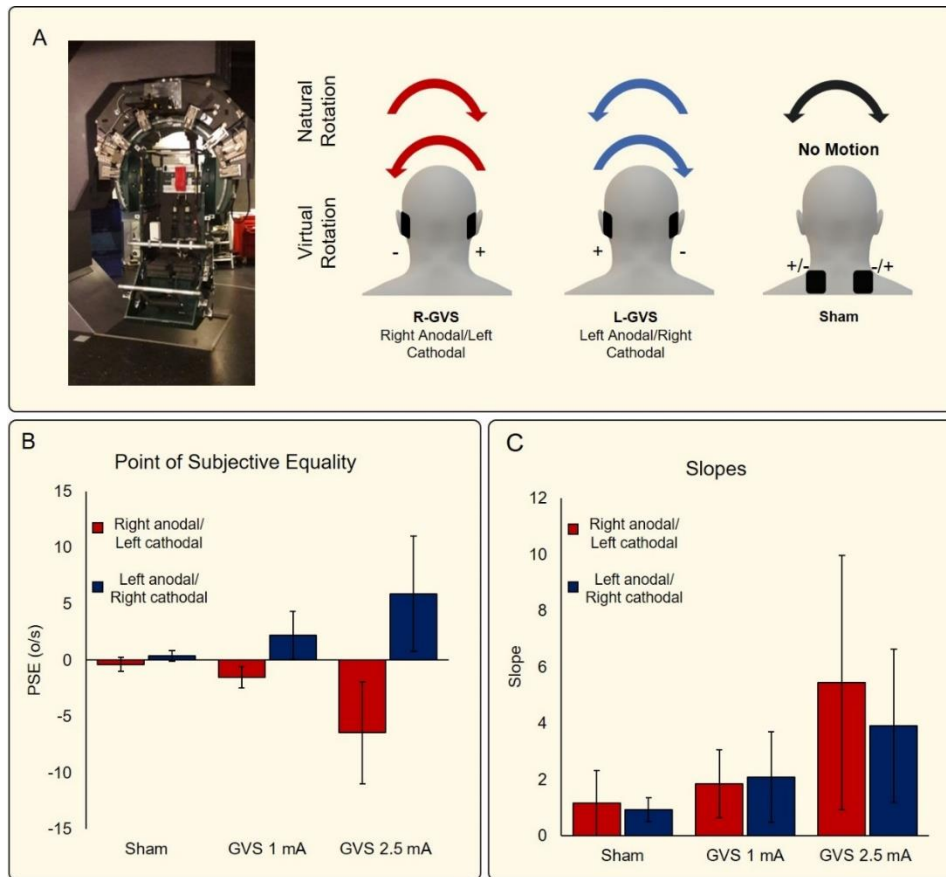 A
Natural
Rotation
No Motion
Virtual
Rotation
- +
+ -
+/- -/+
R-GVS
Right Anodal/Left
Cathodal
L-GVS
Left Anodal/Right
Cathodal
Sham
B
Point of Subjective Equality
15
10
5
0
-5
-10
-15
PSE (o/s)
Right anodal/
Left cathodal
Left anodal/
Right cathodal
Sham
GVS 1 mA
GVS 2.5 mA
C
Slopes
12
10
8
6
4
2
0
Slope
Right anodal/
Left cathodal
Left anodal/
Right cathodal
Sham
GVS 1 mA
GVS 2.5 mA